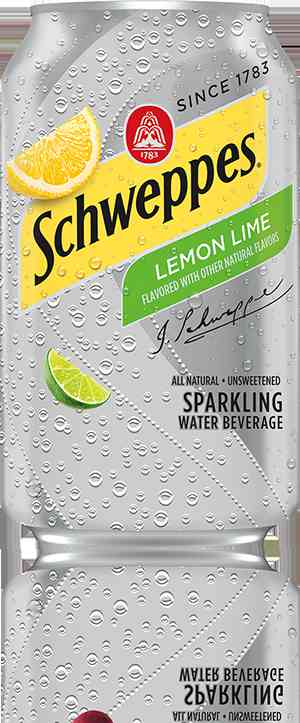 SINCE 1783
1783
Schweppes
LEMON LIME
FLAVORED WITH OTHER NATURAL FLAVORS
J. Schweppe
ALL NATURAL • UNSWEETENED
SPARKLING
WATER BEVERAGE
WATER BEVERAGE
SPARKLING
ALL NATURAL • UNSWEETENED